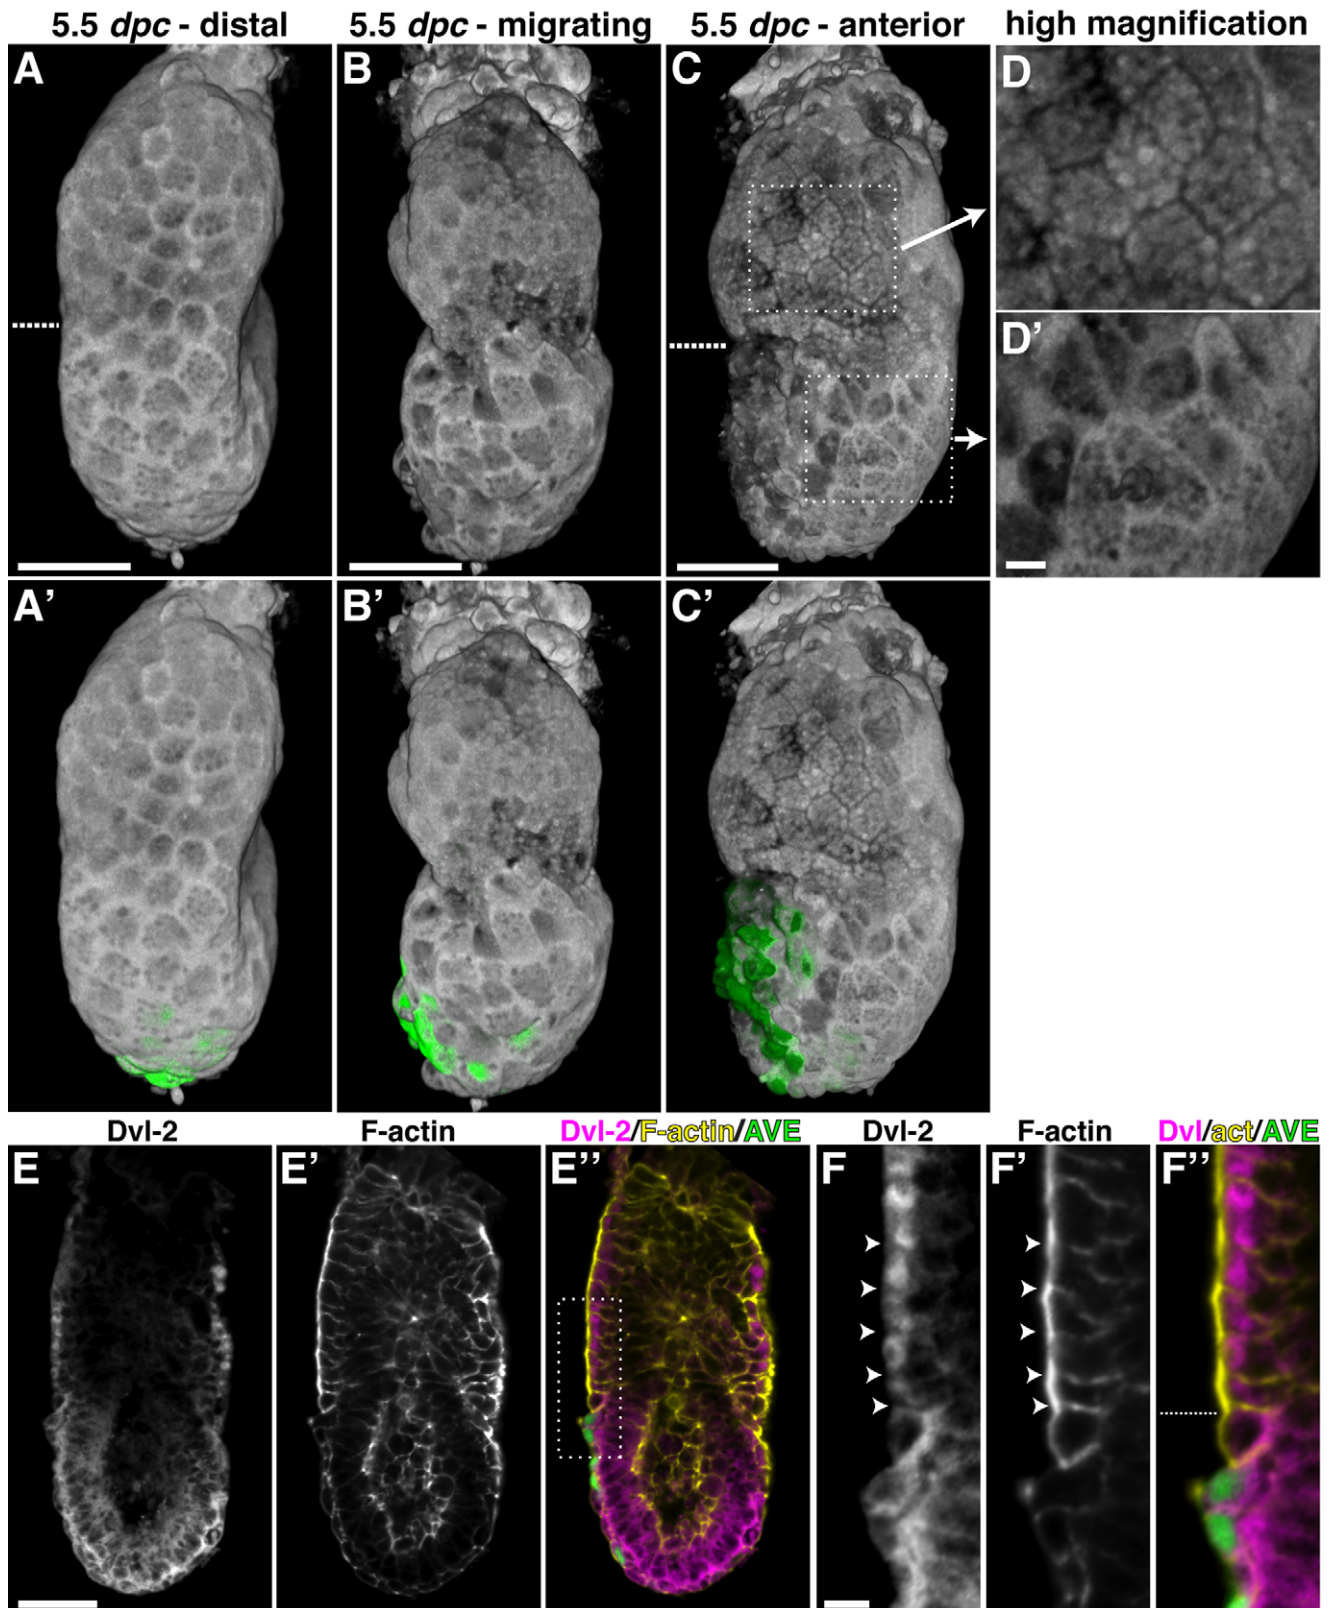 5.5 dpc - distal
5.5 dpc - migrating
5.5 dpc - anterior
high magnification
A
B
C
D
D’
A’
B’
C’
Dvl-2
F-actin
Dvl-2/F-actin/AVE
Dvl-2
F-actin
Dvl/act/AVE
E
E’
E’’
F
F’
F’’